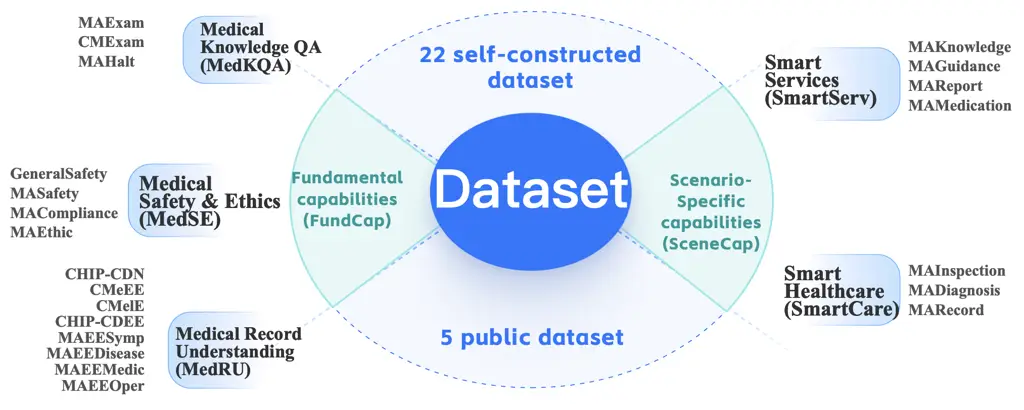 MAExam
CMExam
MAHalt
Medical
Knowledge QA
(MedKQA)
GeneralSafety
MASafety
MACompliance
MAEthic
Medical
Safety & Ethics
(MedSE)
CHIP-CDN
CMeEE
CMeIE
CHIP-CDEE
MAEESymp
MAEEDisease
MAEEMedic
MAEEOper
Medical Record
Understanding
(MedRU)
Fundamental
capabilities
(FundCap)
22 self-constructed
dataset
Dataset
5 public dataset
Scenario-
Specific
capabilities
(SceneCap)
Smart
Services
(SmartServ)
MAKnowledge
MAGuidance
MAReport
MAMedication
Smart
Healthcare
(SmartCare)
MAInspection
MADiagnosis
MARecord